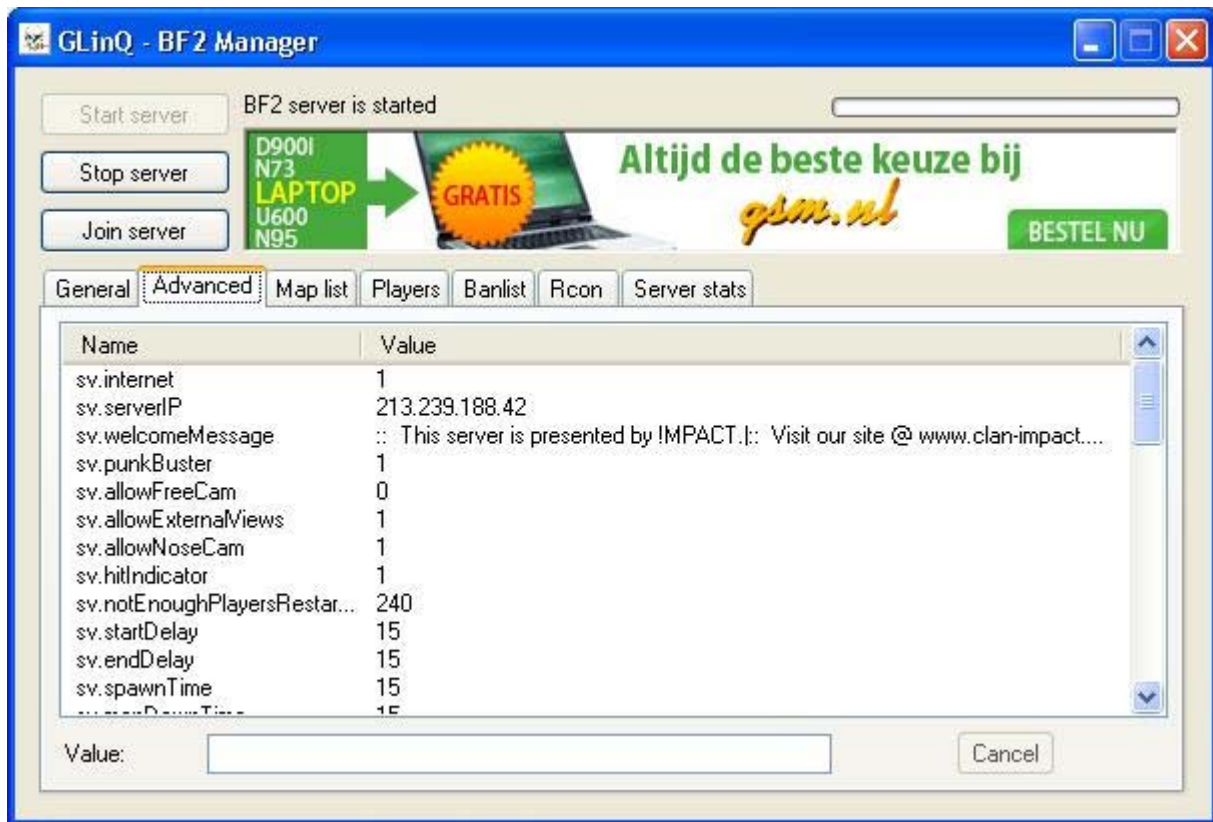 GLinQ - BF2 Manager
Start server
BF2 server is started
Stop server
Join server
D900I
N73
LAPTOP
U600
N95
GRATIS
Altijd de beste keuze bij
gsm.nl
BESTEL NU
General Advanced Map list Players Banlist Rcon Server stats
Name Value
sv.internet 1
sv.serverIP 213.239.188.42
sv.welcomeMessage :: This server is presented by !MPACT.|:: Visit our site @ www.clan-impact....
sv.punkBuster 1
sv.allowFreeCam 0
sv.allowExternalViews 1
sv.allowNoseCam 1
sv.hitIndicator 1
sv.notEnoughPlayersRestar... 240
sv.startDelay 15
sv.endDelay 15
sv.spawnTime 15
sv.manDownTime 15
Value:
Cancel